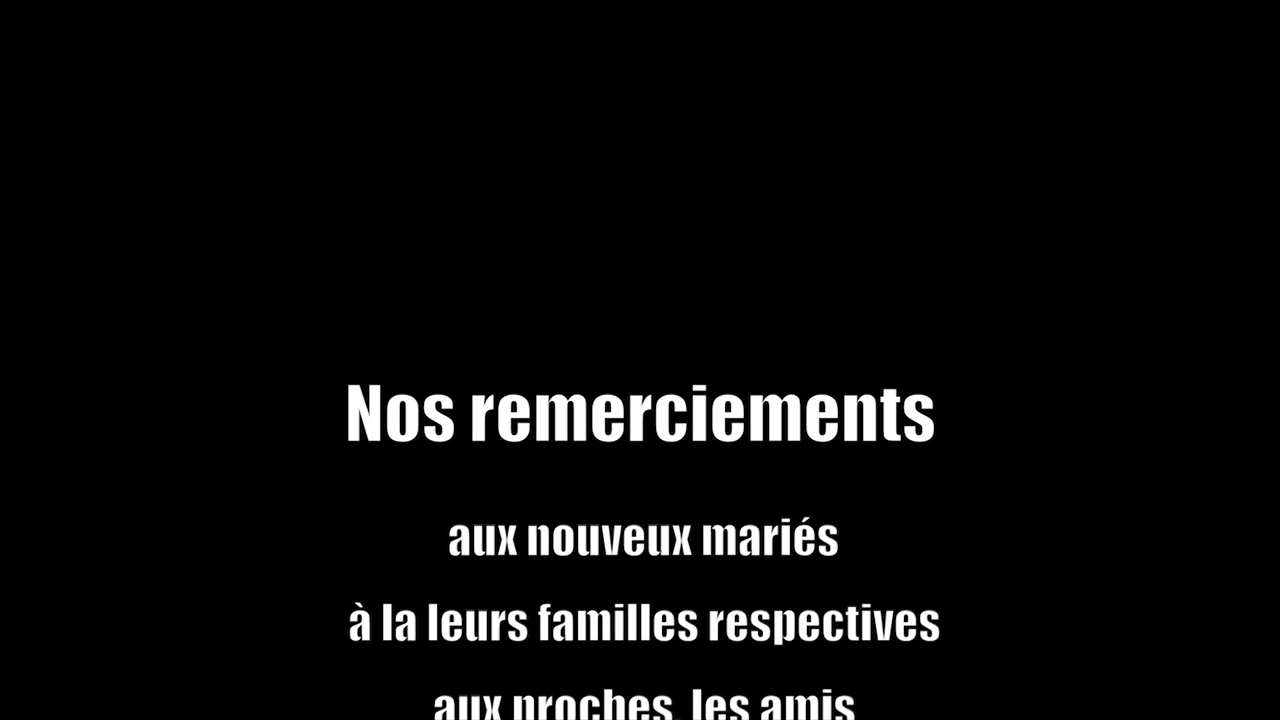 Nos remerciements
aux nouveux mariés
à la leurs familles respectives
aux proches, les amis